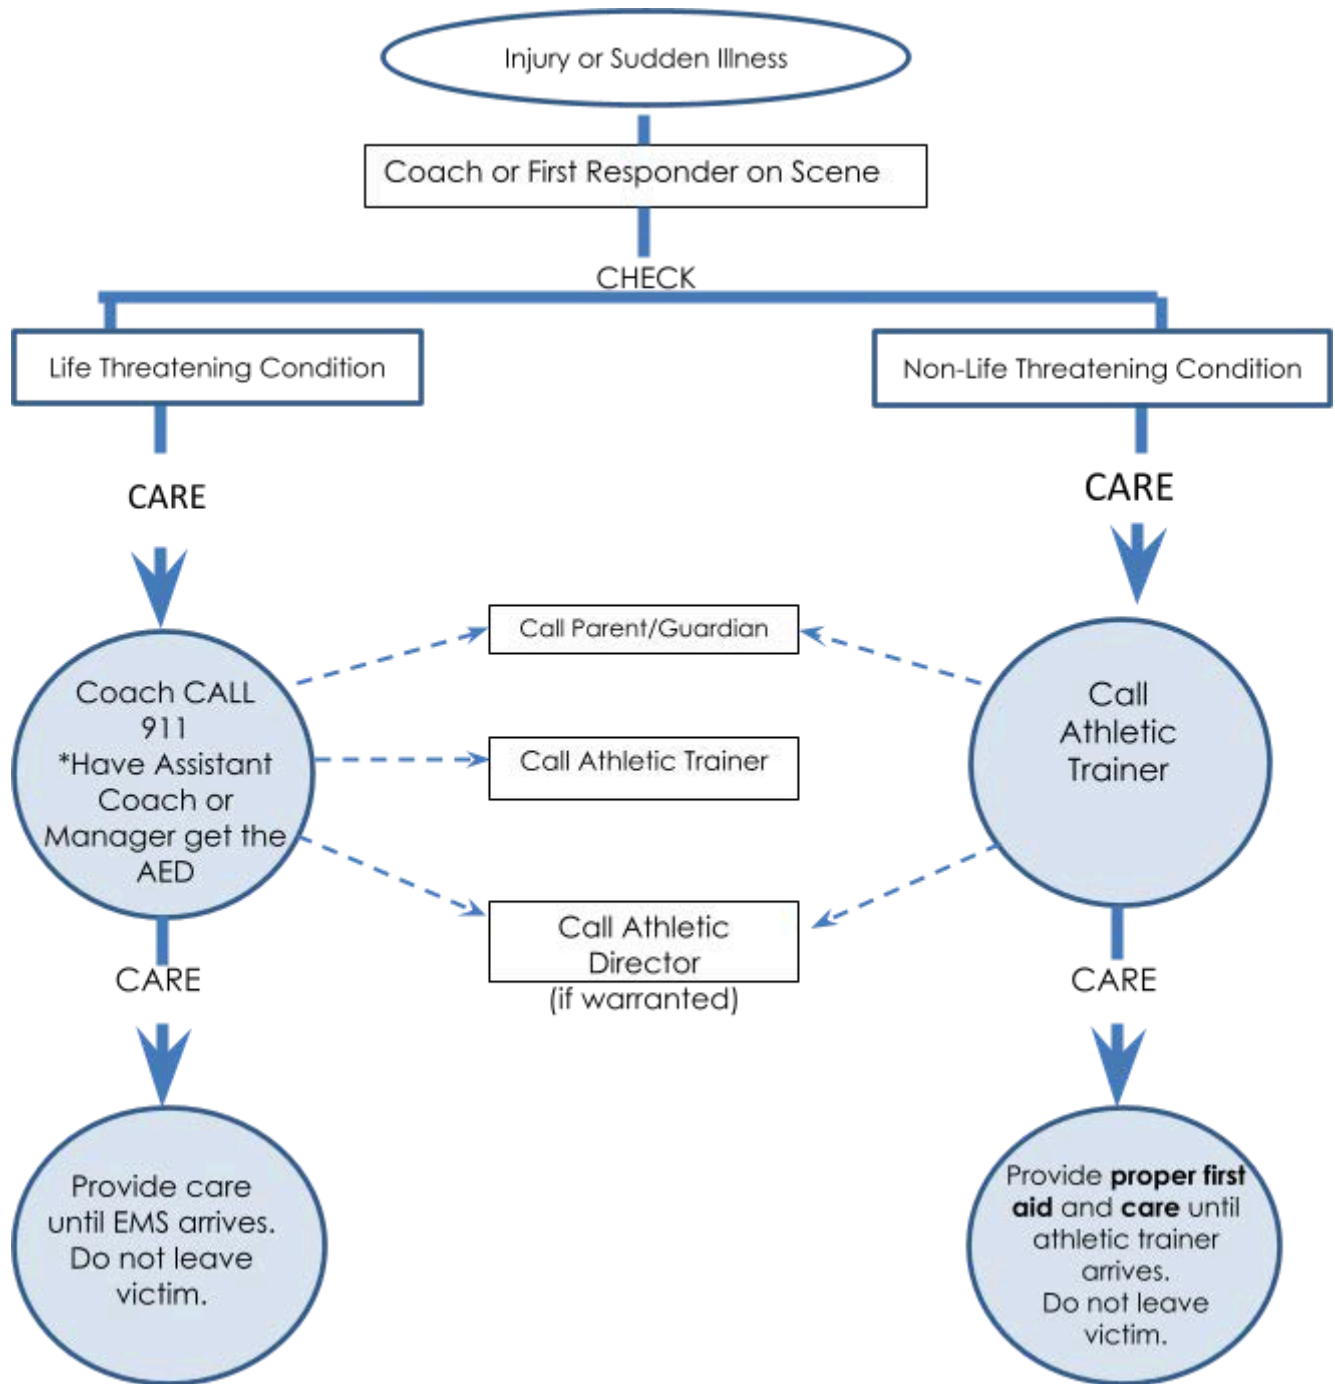 Injury or Sudden Illness
Coach or First Responder on Scene
CHECK
Life Threatening Condition
Non-Life Threatening Condition
CARE
CARE
Call Parent/Guardian
Coach CALL
911
*Have Assistant
Coach or
Manager get the
AED
Call Athletic Trainer
Call
Athletic
Trainer
Call Athletic
Director
(if warranted)
CARE
CARE
Provide care
until EMS arrives.
Do not leave
victim.
Provide proper first
aid and care until
athletic trainer
arrives.
Do not leave
victim.